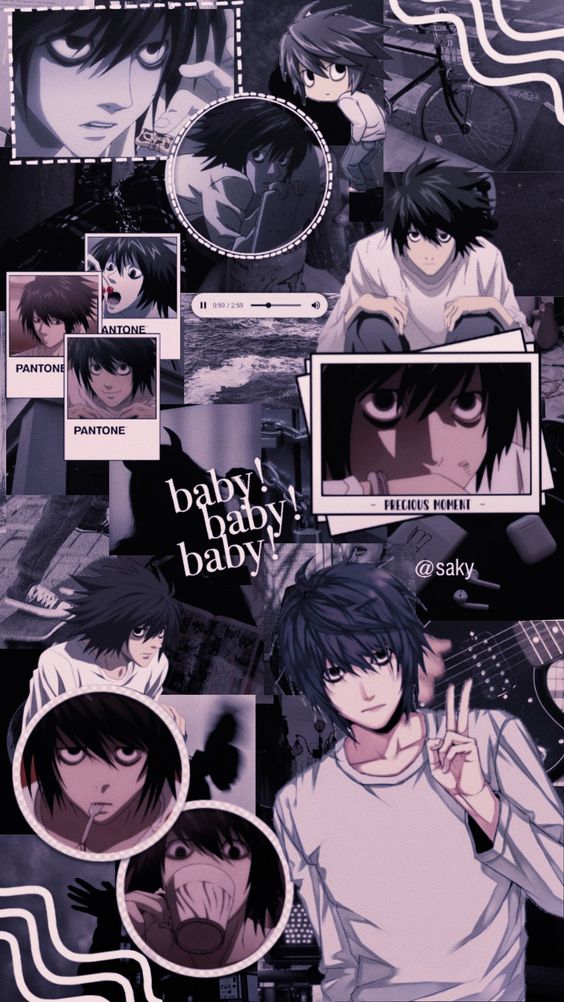 0:59 / 2:59
PANTONE
PANTONE
PANTONE
- PRECIOUS MOMENT -
baby!
baby!
baby!
@saky